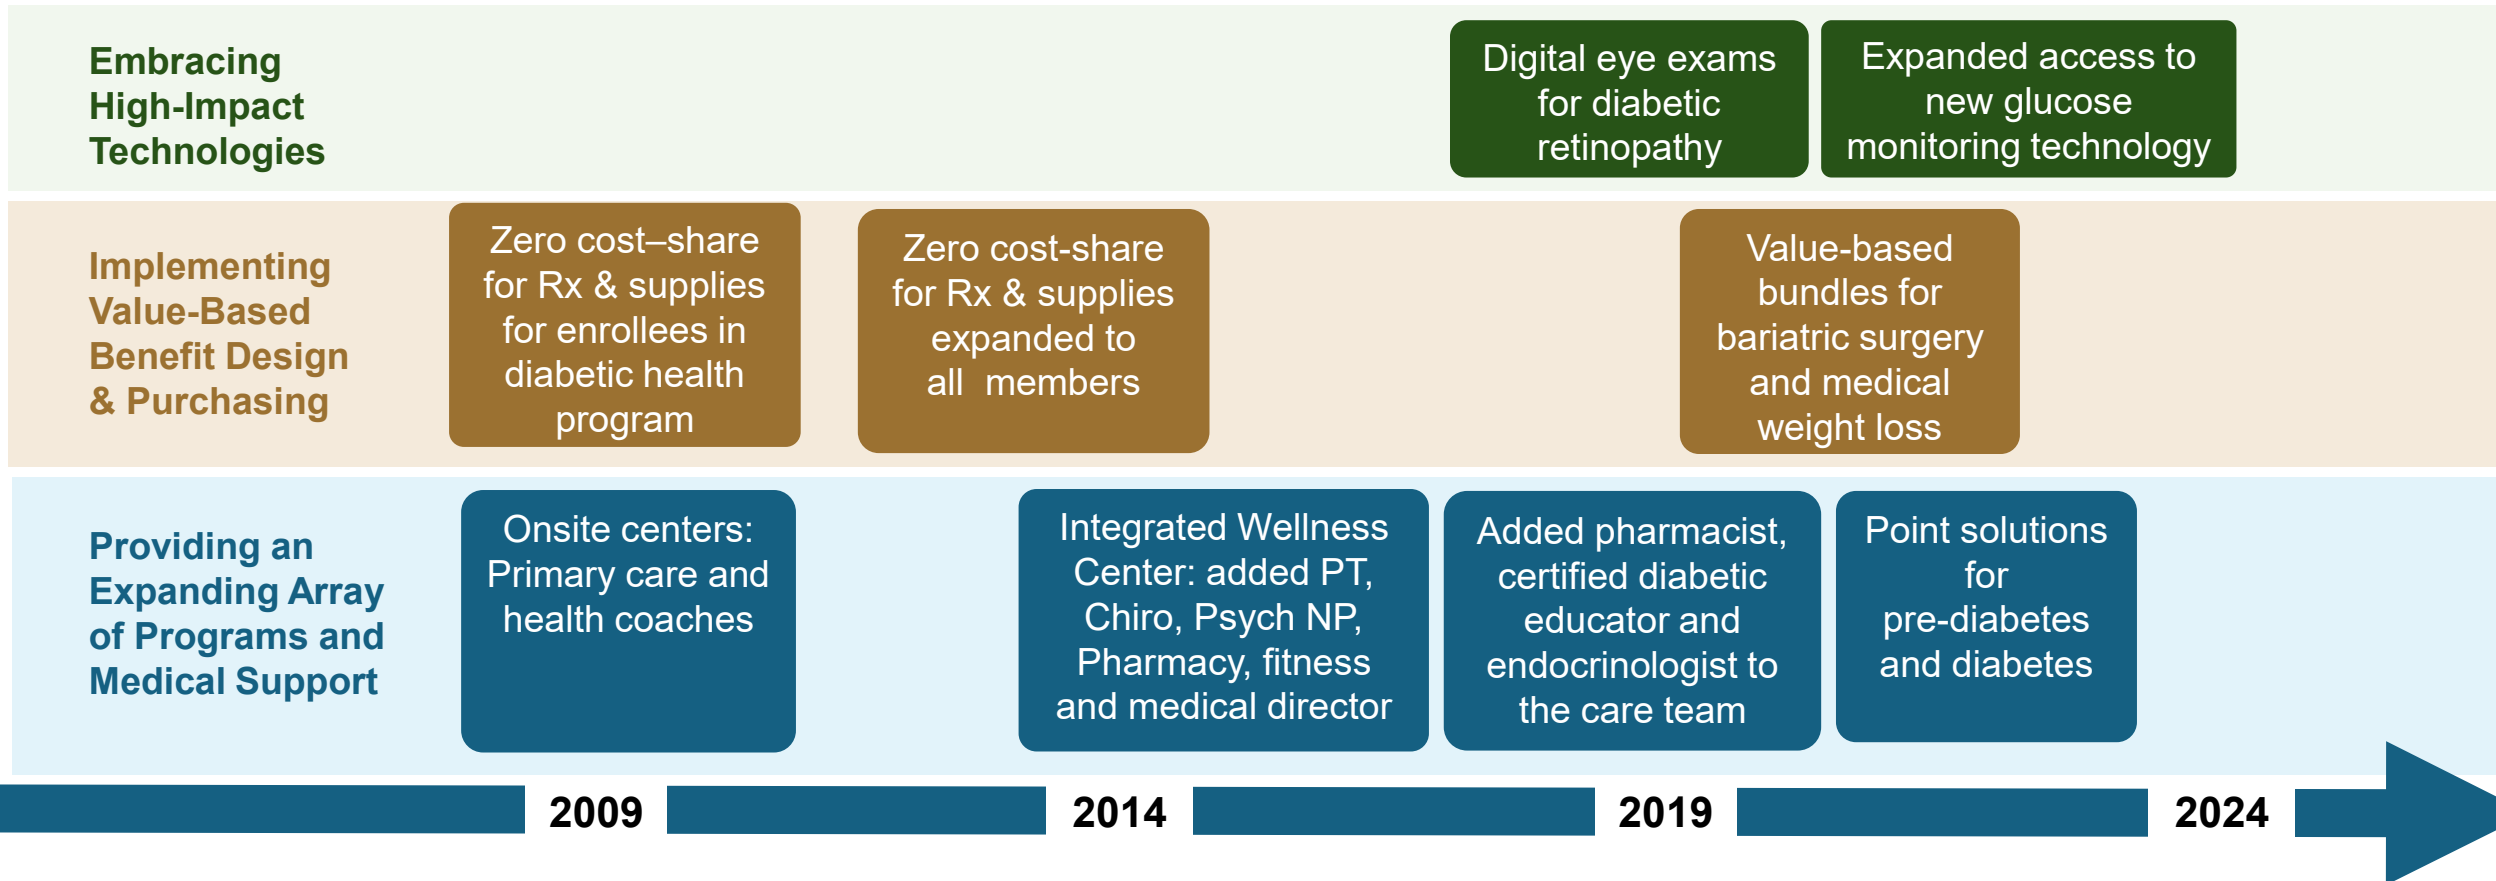 Embracing
High-Impact
Technologies
Digital eye exams
for diabetic
retinopathy
Expanded access to
new glucose
monitoring technology
Implementing
Value-Based
Benefit Design
& Purchasing
Zero cost–share
for Rx & supplies
for enrollees in
diabetic health
program
Zero cost-share
for Rx & supplies
expanded to
all  members
Value-based
bundles for
bariatric surgery
and medical
weight loss
Providing an
Expanding Array
of Programs and
Medical Support
Onsite centers:
Primary care and
health coaches
Integrated Wellness
Center: added PT,
Chiro, Psych NP,
Pharmacy, fitness
and medical director
Added pharmacist,
certified diabetic
educator and
endocrinologist to
the care team
Point solutions
for
pre-diabetes
and diabetes
2009
2014
2019
2024